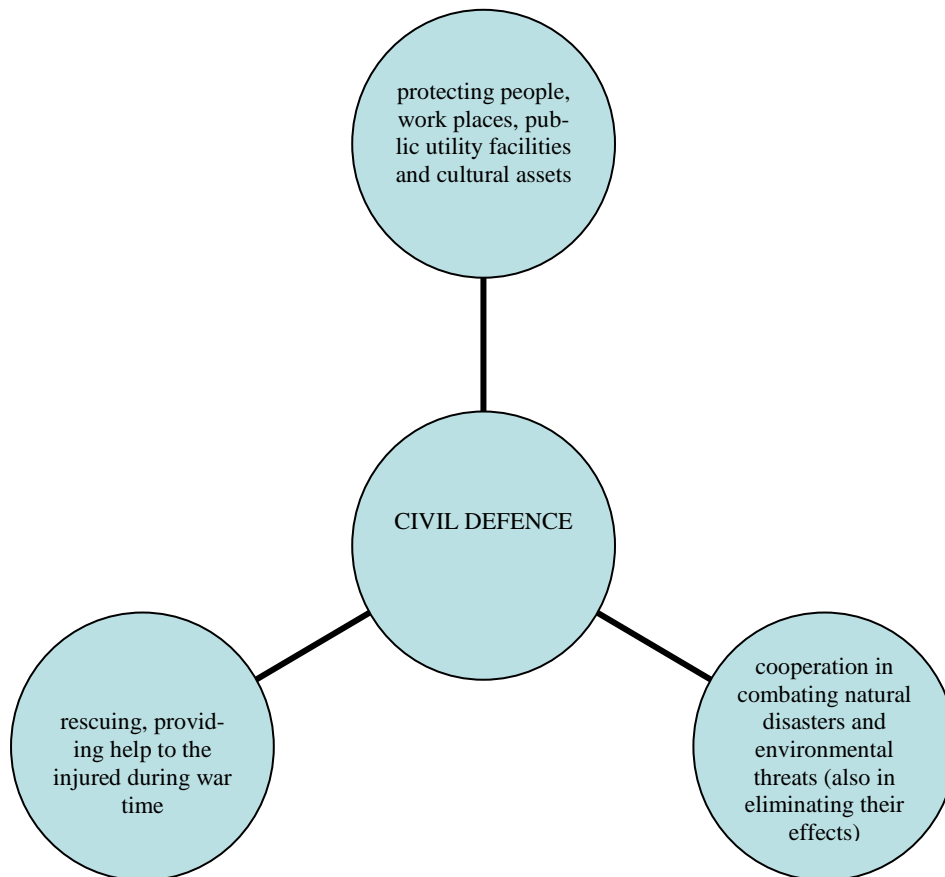 protecting people,
work places, pub-
lic utility facilities
and cultural assets
CIVIL DEFENCE
rescuing, provid-
ing help to the
injured during war
time
cooperation in
combating natural
disasters and
environmental
threats (also in
eliminating their
effects)